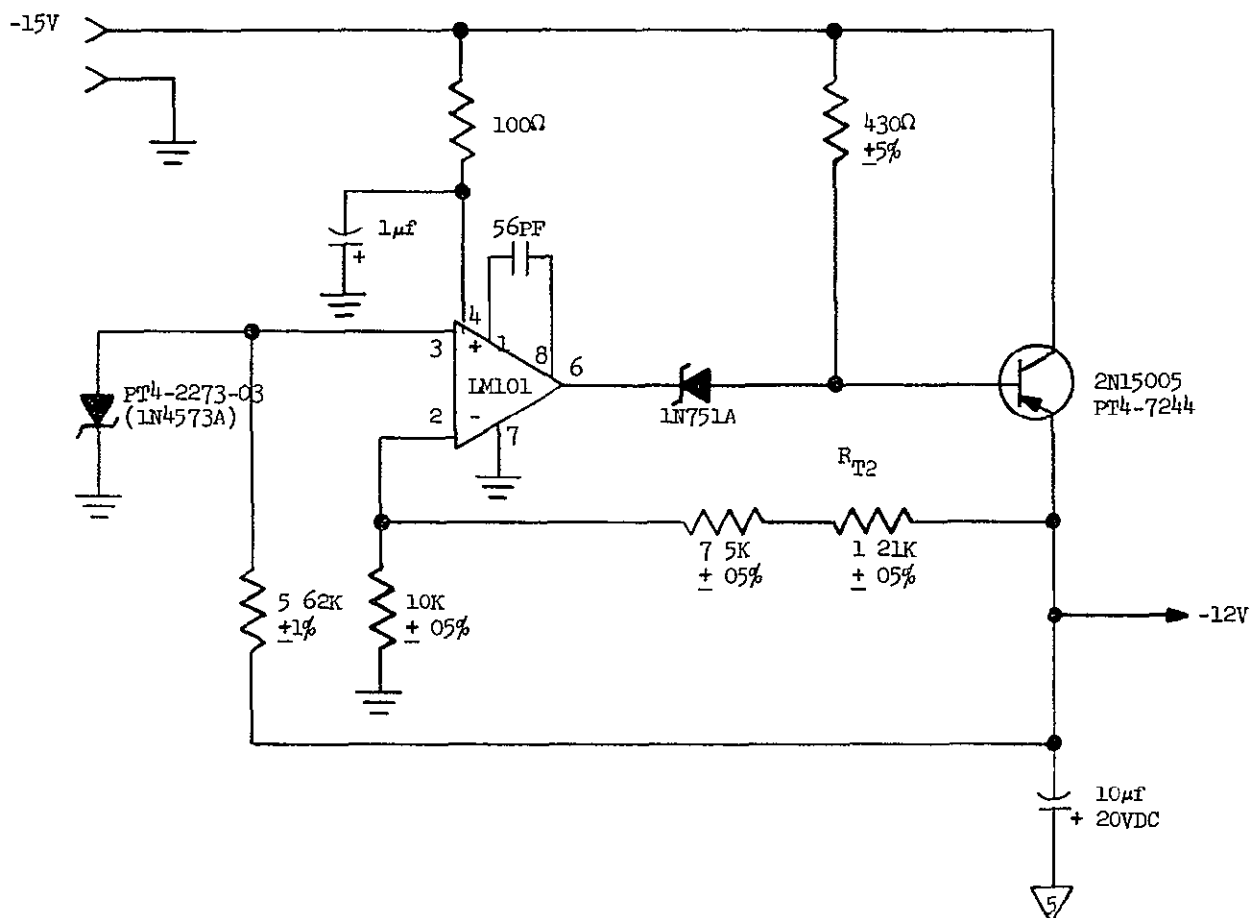 -15V
100Ω
430Ω
+5%
1µf
+
56PF
4
1
3
+
8
6
LM101
2
-
7
PT4-2273-03
(1N4573A)
1N751A
2N15005
PT4-7244
R T2
7 5K
+ 05%
1 21K
+ 05%
5 62K
+1%
10K
+ 05%
-12V
10µf
+ 20VDC
5